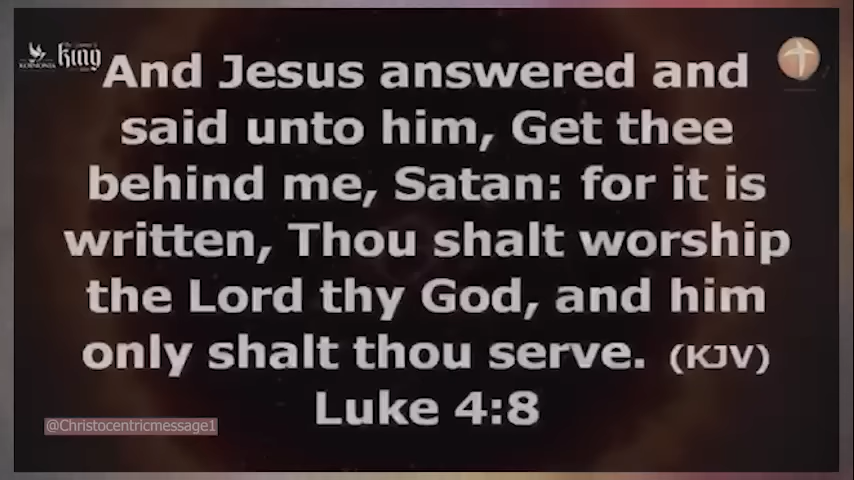 KOINONIA
King
And Jesus answered and
said unto him, Get thee
behind me, Satan: for it is
written, Thou shalt worship
the Lord thy God, and him
only shalt thou serve. (KJV)
Luke 4:8
@Christocentricmessage1